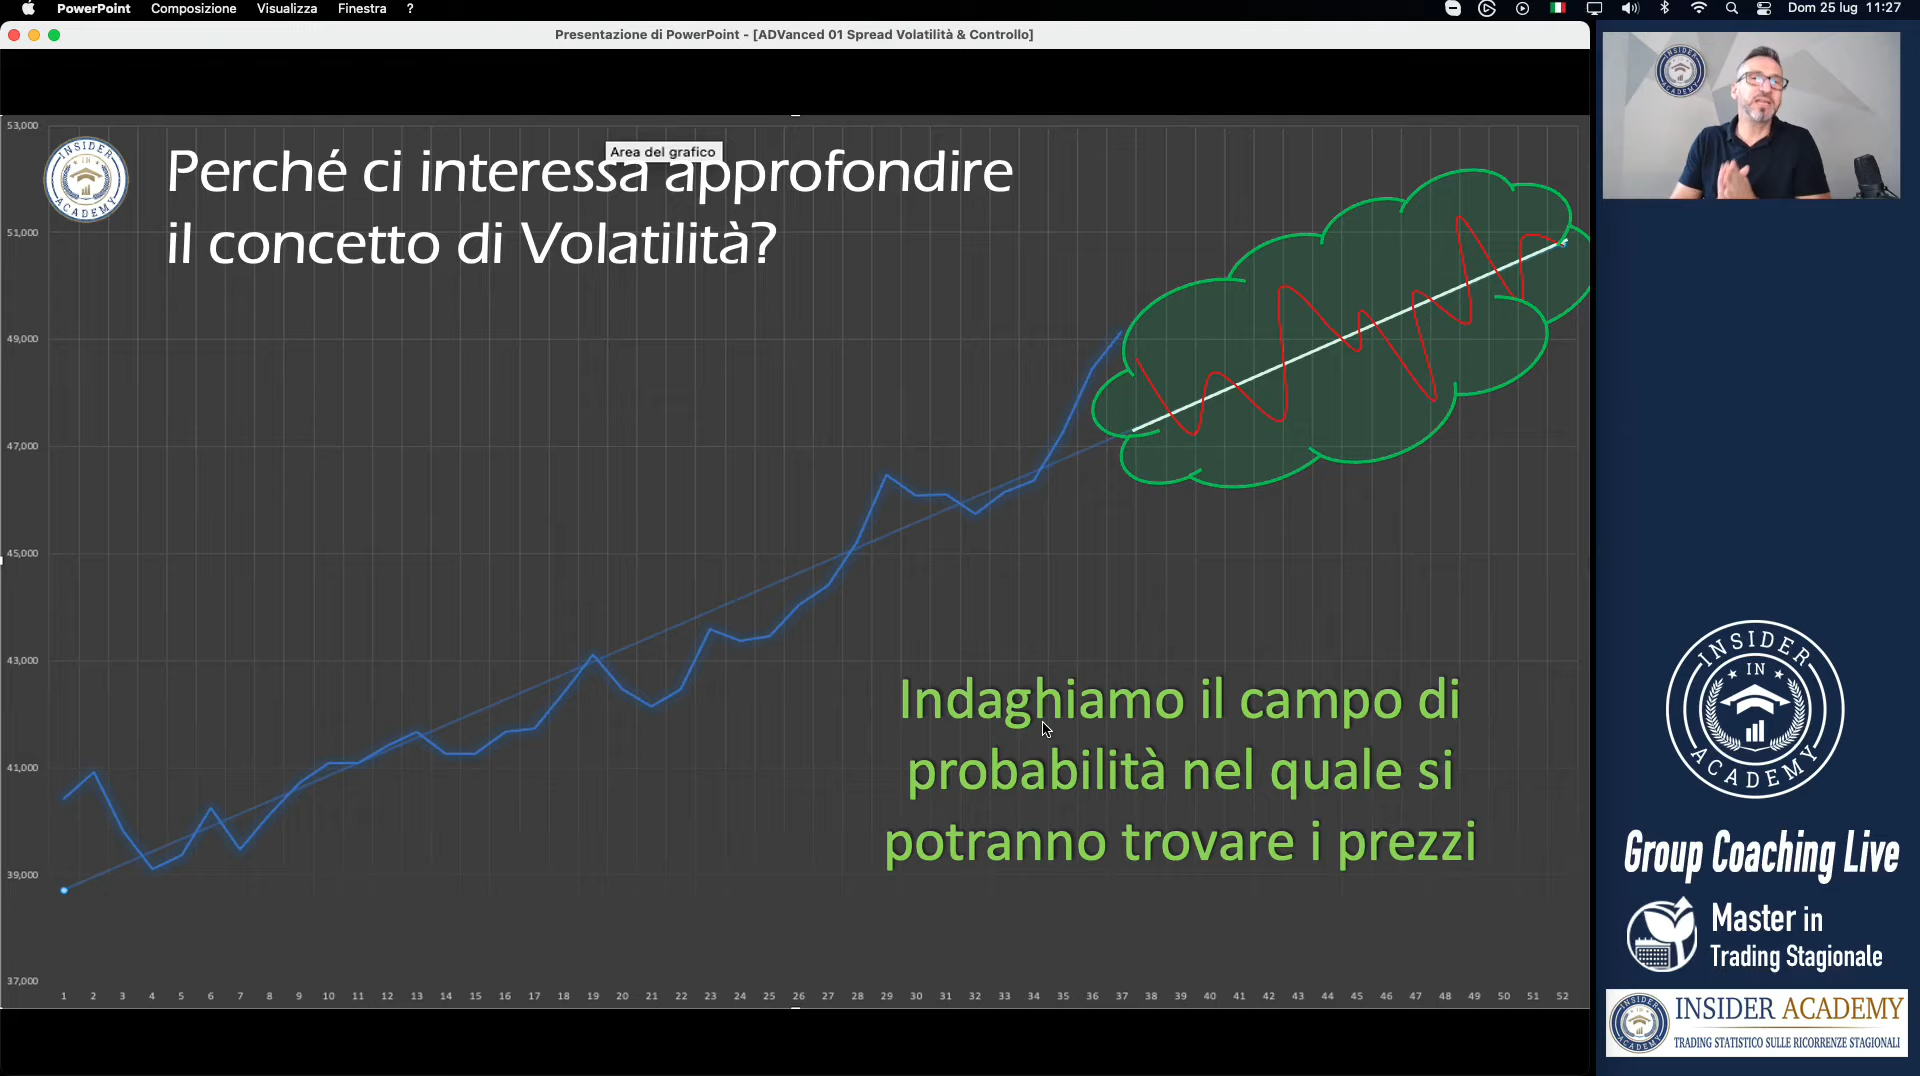 PowerPoint Composizione Visualizza Finestra ?
Dom 25 lug 11:27
Presentazione di PowerPoint - [ADVanced 01 Spread Volatilità & Controllo]
INSIDER
IN
ACADEMY
Perché ci interessa approfondire
il concetto di Volatilità?
Area del grafico
53,000
51,000
49,000
47,000
45,000
43,000
41,000
39,000
37,000
1 2 3 4 5 6 7 8 9 10 11 12 13 14 15 16 17 18 19 20 21 22 23 24 25 26 27 28 29 30 31 32 33 34 35 36 37 38 39 40 41 42 43 44 45 46 47 48 49 50 51 52
Indaghiamo il campo di
probabilità nel quale si
potranno trovare i prezzi
INSIDER
IN
ACADEMY
Group Coaching Live
Master in
Trading Stagionale
INSIDER ACADEMY
TRADING STATISTICO SULLE RICORRENZE STAGIONALI